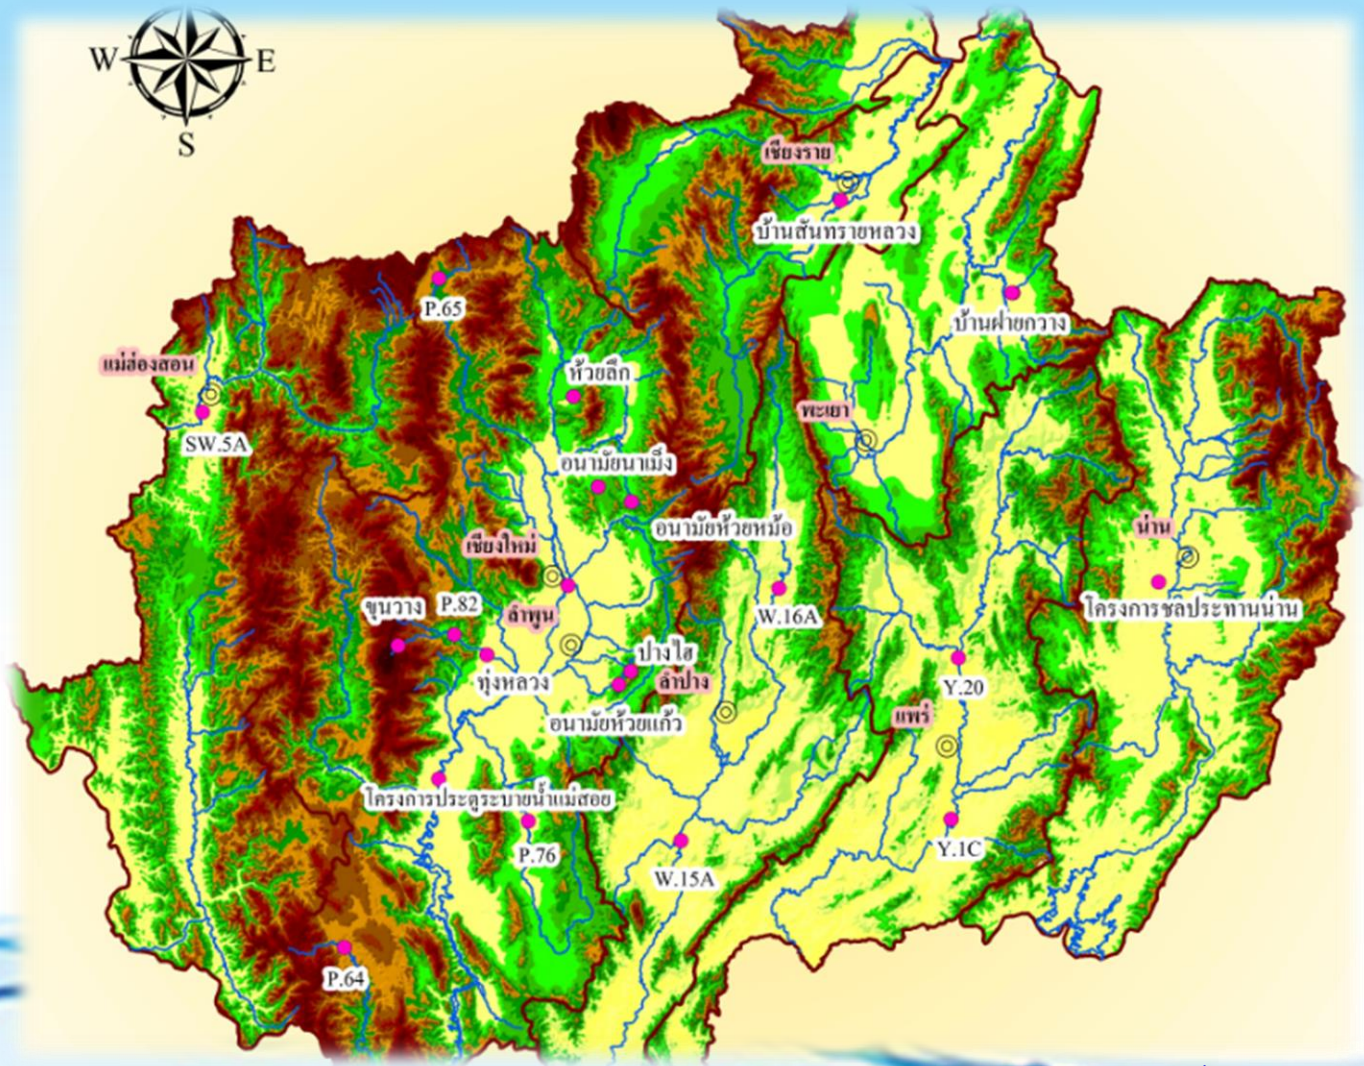 W E
S
เชียงราย
บ้านสันทรายหลวง
P.65
บ้านฝายกวาง
แม่ฮ่องสอน
ห้วยลึก
พะเยา
SW.5A
อนามัยนาเม็ง
อนามัยห้วยหม้อ
น่าน
เชียงใหม่
ขุนวาง
P.82
ลำพูน
W.16A
โครงการชลประทานน่าน
ปางไฮ
ทุ่งหลวง
ลำปาง
Y.20
อนามัยห้วยแก้ว
แพร่
โครงการประตูระบายน้ำแม่สอย
P.76
Y.1C
W.15A
P.64